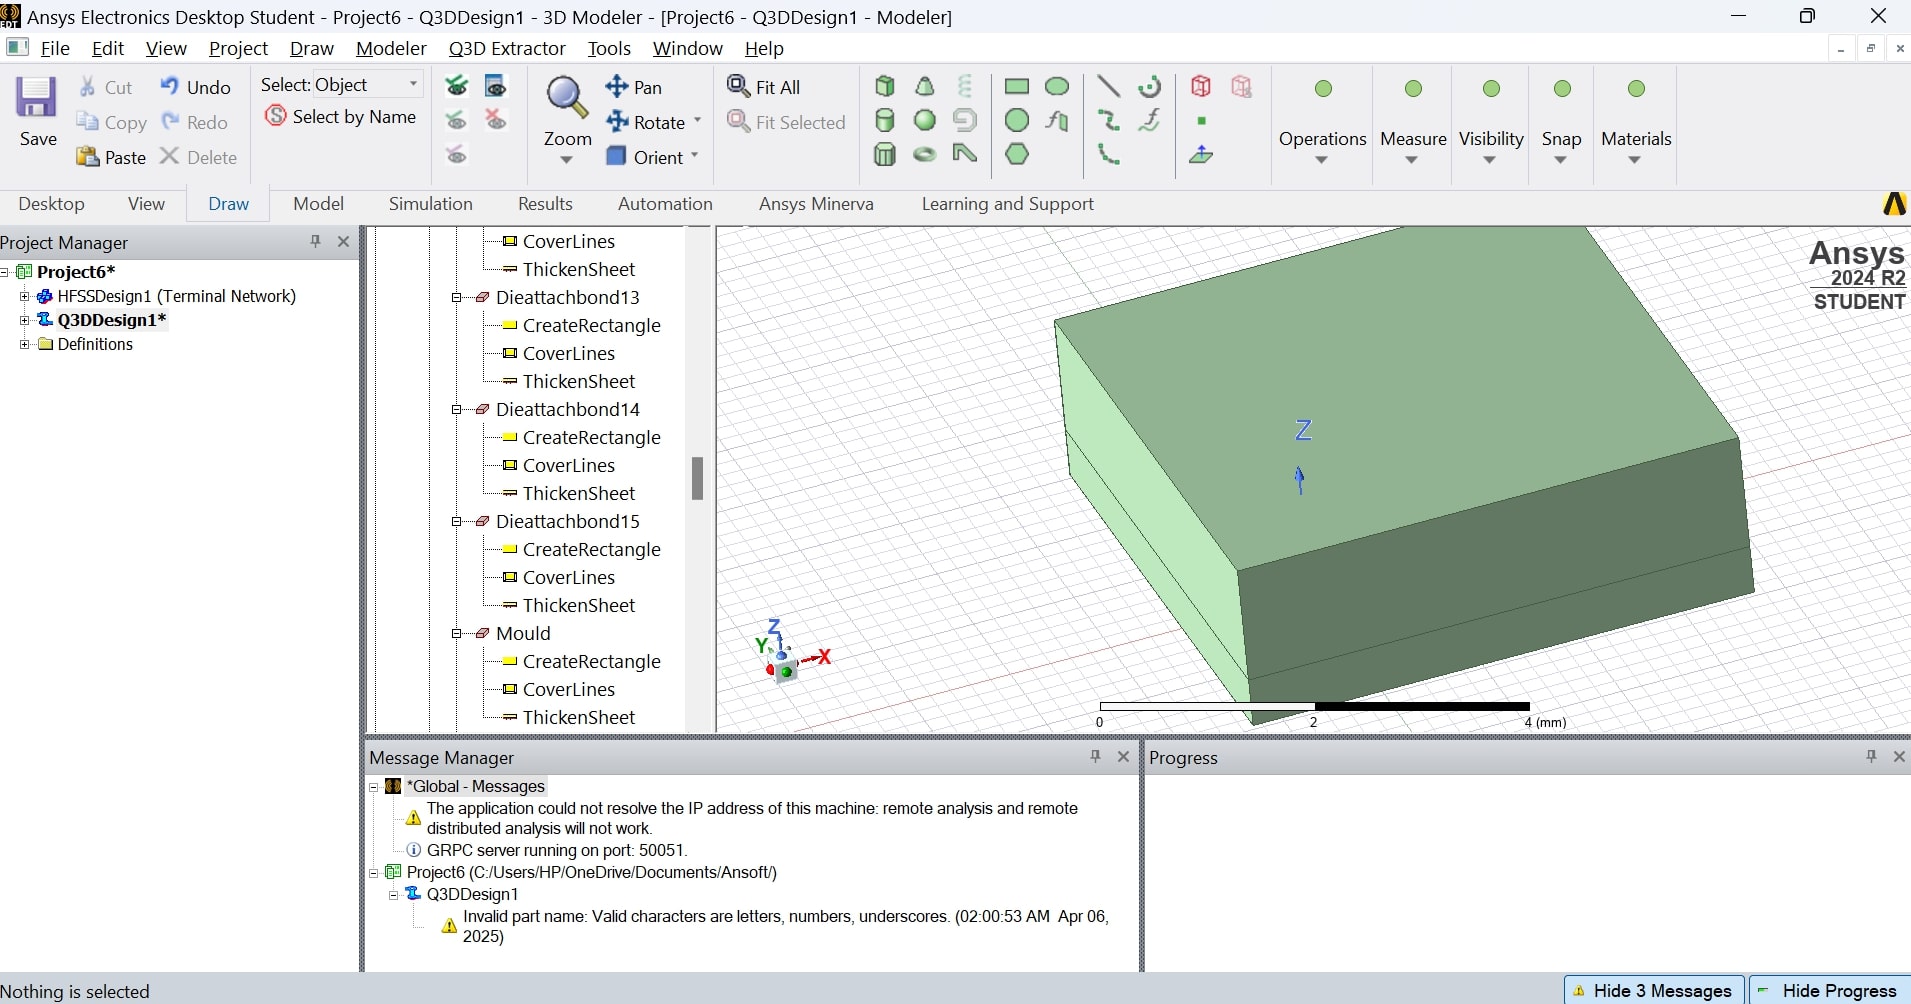 Ansys Electronics Desktop Student - Project6 - Q3DDesign1 - 3D Modeler - [Project6 - Q3DDesign1 - Modeler]
File Edit View Project Draw Modeler Q3D Extractor Tools Window Help
Save
Cut
Copy
Paste
Undo
Redo
Delete
Select: Object
Select by Name
Zoom
Pan
Rotate
Orient
Fit All
Fit Selected
Operations
Measure
Visibility
Snap
Materials
Desktop View Draw Model Simulation Results Automation Ansys Minerva Learning and Support
Project Manager
Project6*
HFSSDesign1 (Terminal Network)
Q3DDesign1*
Definitions
CoverLines
ThickenSheet
Dieattachbond13
CreateRectangle
CoverLines
ThickenSheet
Dieattachbond14
CreateRectangle
CoverLines
ThickenSheet
Dieattachbond15
CreateRectangle
CoverLines
ThickenSheet
Mould
CreateRectangle
CoverLines
ThickenSheet
Ansys
2024 R2
STUDENT
Z
Z
Y
X
0 2 4 (mm)
Message Manager
*Global - Messages
The application could not resolve the IP address of this machine: remote analysis and remote
distributed analysis will not work.
GRPC server running on port: 50051.
Project6 (C:/Users/HP/OneDrive/Documents/Ansoft/)
Q3DDesign1
Invalid part name: Valid characters are letters, numbers, underscores. (02:00:53 AM Apr 06,
2025)
Progress
Nothing is selected
Hide 3 Messages
Hide Progress